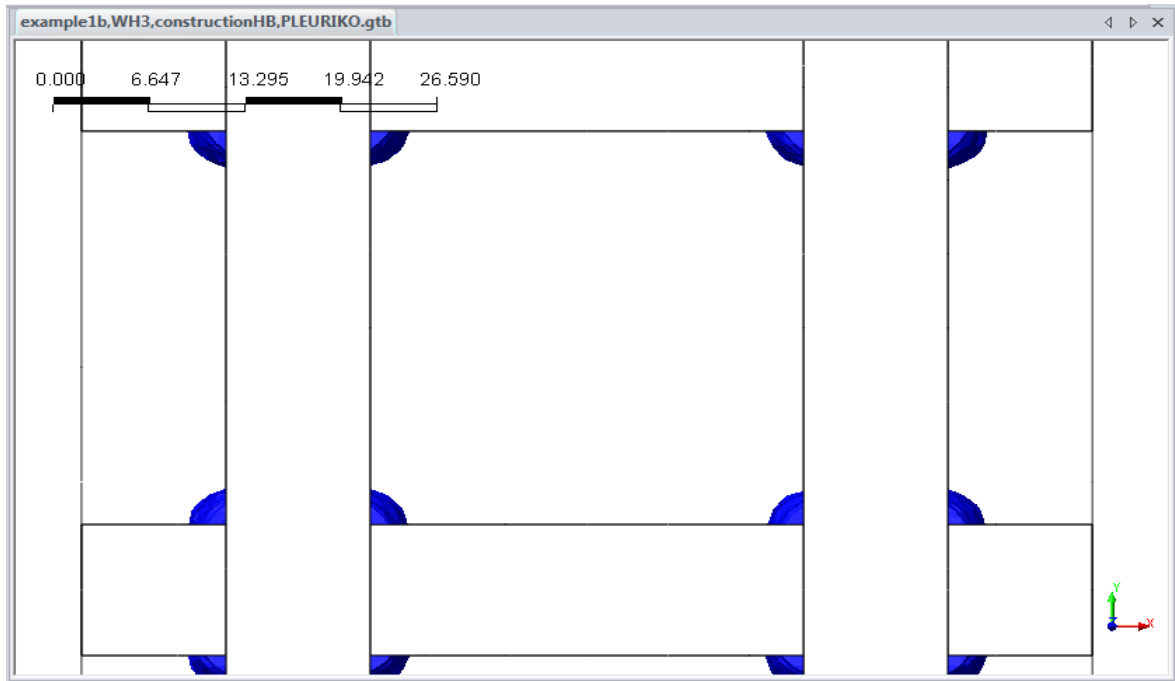 example1b,WH3,constructionHB,PLEURIKO.gtb
0.000 6.647 13.295 19.942 26.590
Y
X